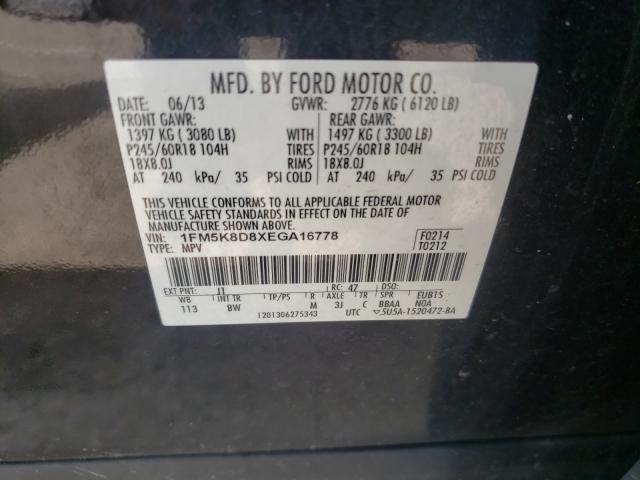 MFD. BY FORD MOTOR CO.
DATE: 06/13 GVWR: 2776 KG ( 6120 LB)
FRONT GAWR: REAR GAWR:
1397 KG ( 3080 LB) WITH 1497 KG ( 3300 LB) WITH
P245/60R18 104H TIRES P245/60R18 104H TIRES
18X8.0J RIMS 18X8.0J RIMS
AT 240 kPa/ 35 PSI COLD AT 240 kPa/ 35 PSI COLD
THIS VEHICLE CONFORMS TO ALL APPLICABLE FEDERAL MOTOR
VEHICLE SAFETY STANDARDS IN EFFECT ON THE DATE OF
MANUFACTURE SHOWN ABOVE.
VIN: 1FM5K8D8XEGA16778 F0214
TYPE: MPV T0212
EXT PNT: J1 RC: 47 DSO:
WB INT TR TP/PS R AXLE TR SPR EUB1S
113 BW M 3J C BBAA NOA
1201306275343 UTC 5U5A-1520472-BA